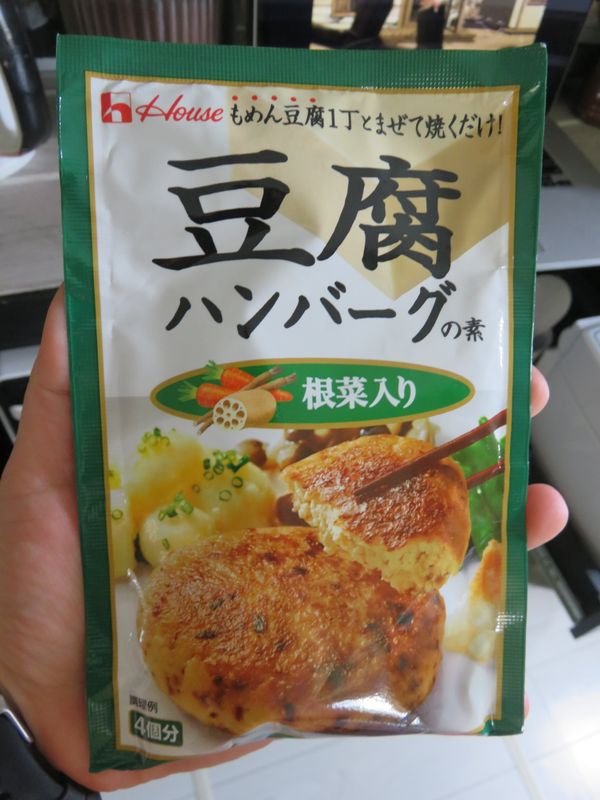 House もめん豆腐1丁とまぜて焼くだけ!
豆腐
ハンバーグの素
根菜入り
調理例
4個分